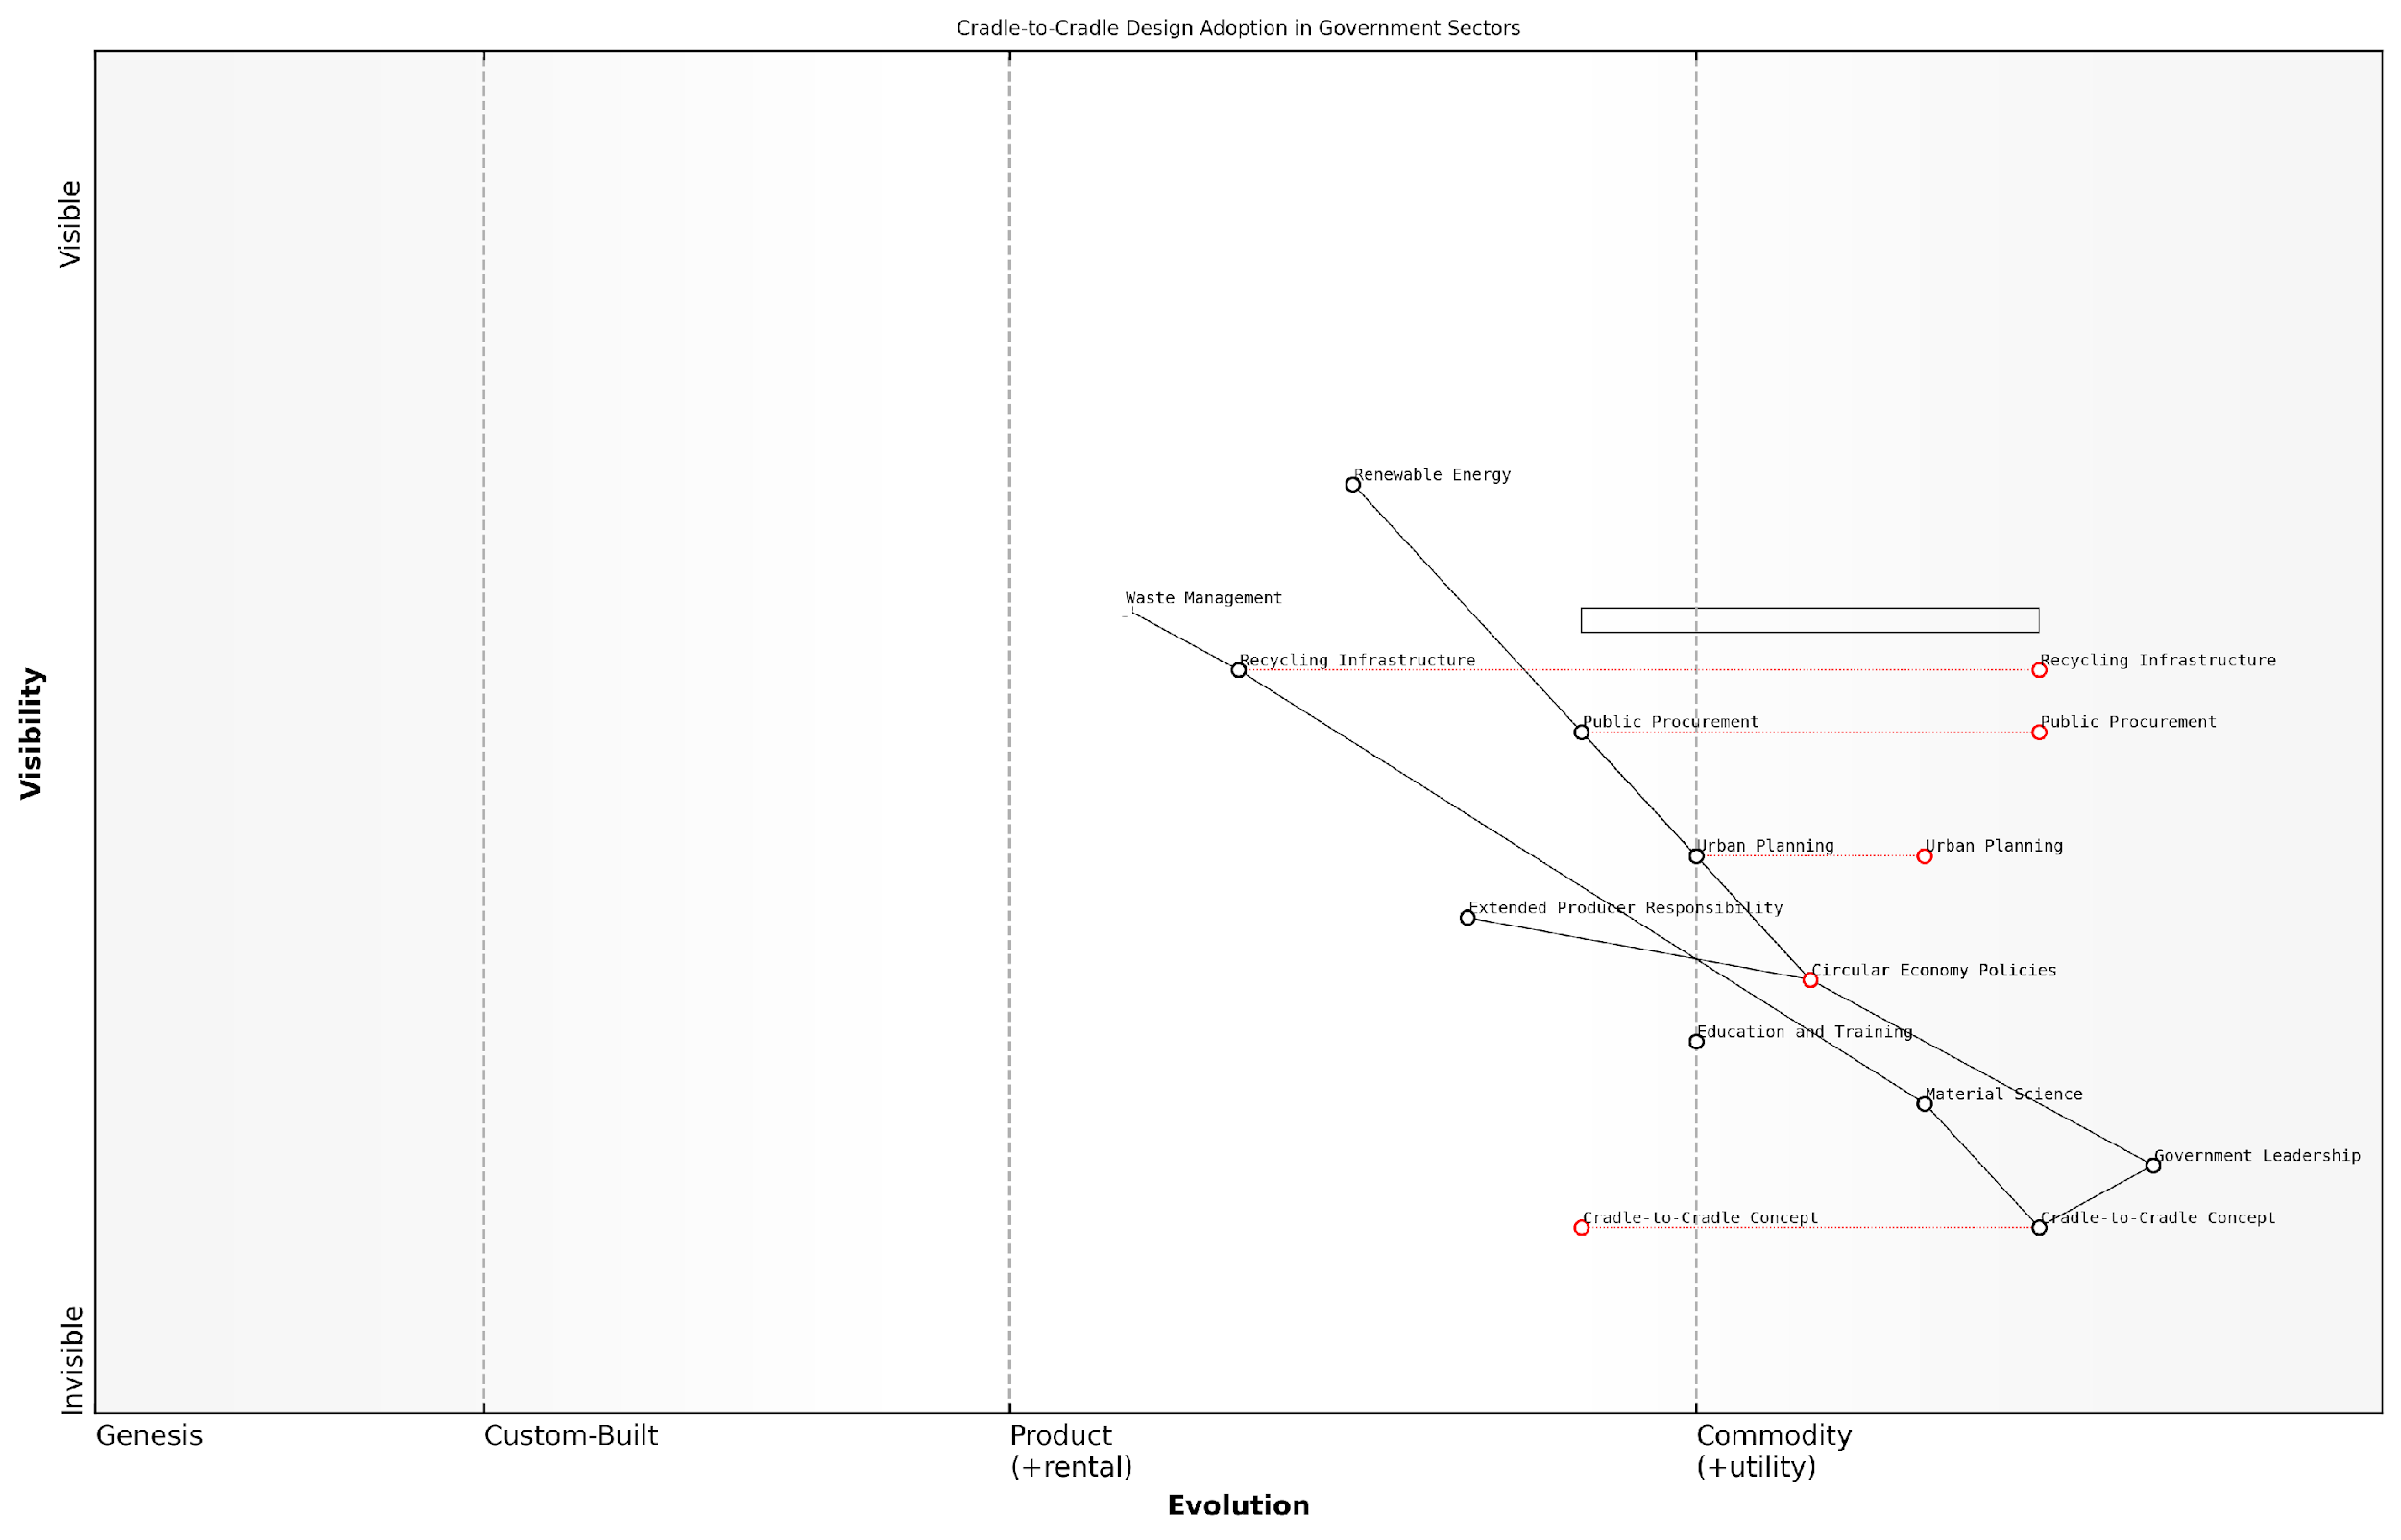 Cradle-to-Cradle Design Adoption in Government Sectors
Visible
Renewable Energy
Waste Management
Recycling Infrastructure
Recycling Infrastructure
Public Procurement
Public Procurement
Visibility
Urban Planning
Urban Planning
Extended Producer Responsibility
Circular Economy Policies
Education and Training
Material Science
Government Leadership
Cradle-to-Cradle Concept
Cradle-to-Cradle Concept
Invisible
Genesis
Custom-Built
Product
(+rental)
Commodity
(+utility)
Evolution